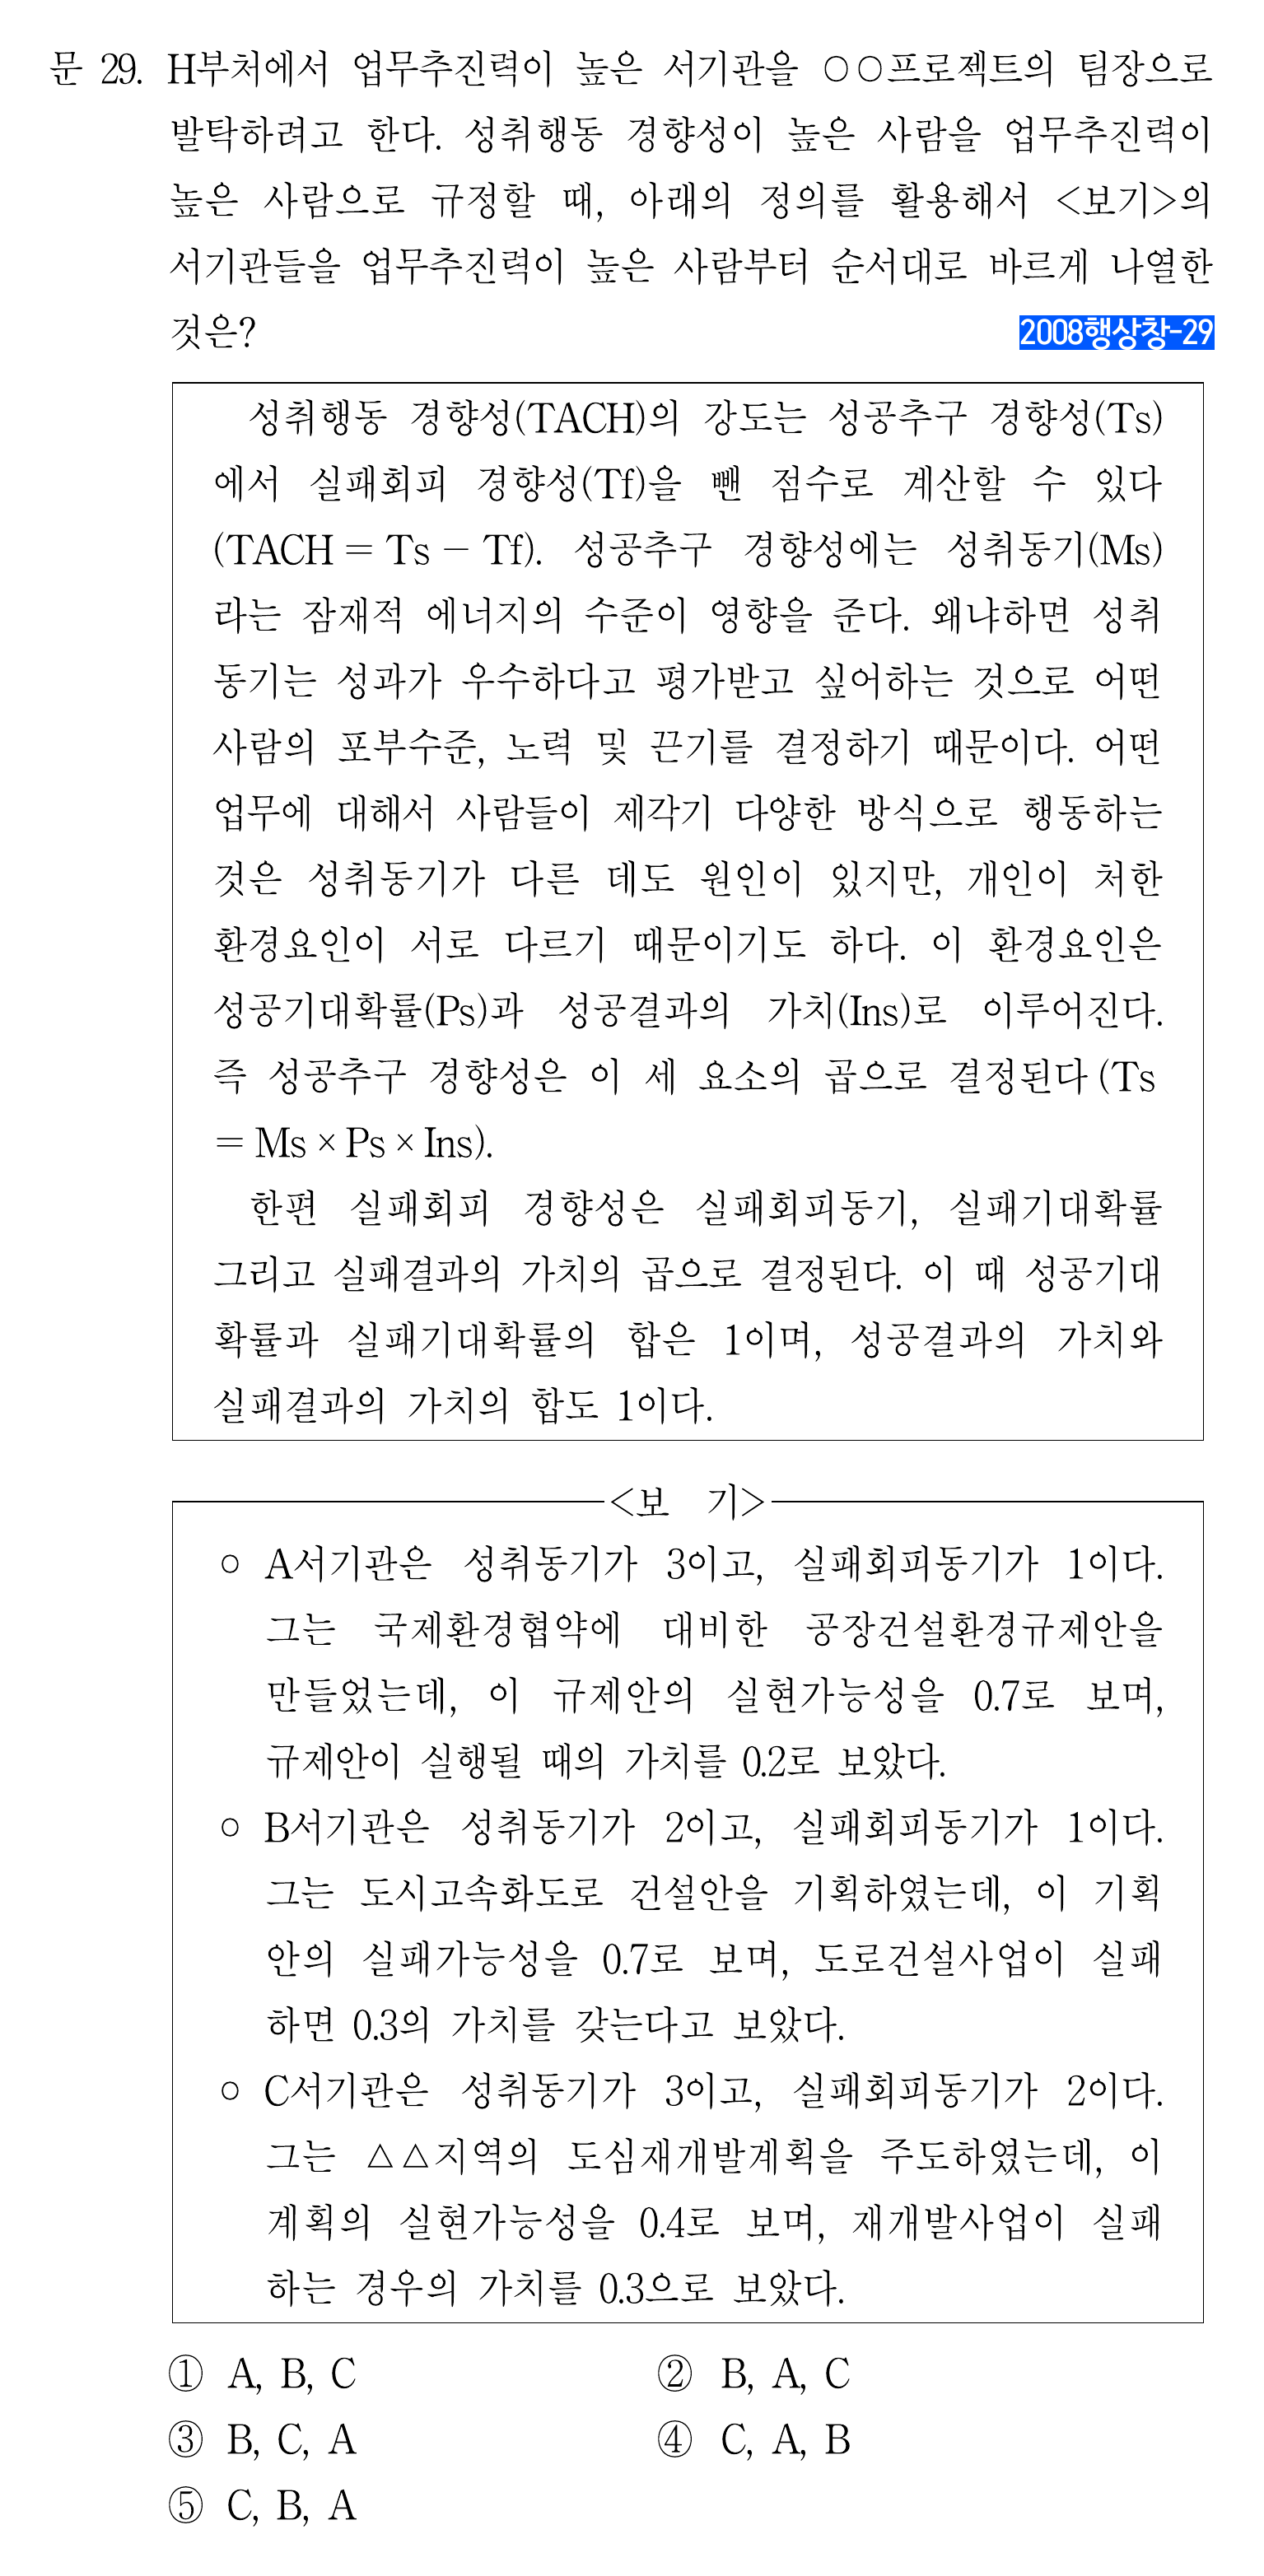 문 29. H부처에서 업무추진력이 높은 서기관을 ○○프로젝트의 팀장으로
발탁하려고 한다. 성취행동 경향성이 높은 사람을 업무추진력이
높은 사람으로 규정할 때, 아래의 정의를 활용해서 <보기>의
서기관들을 업무추진력이 높은 사람부터 순서대로 바르게 나열한
것은? 2008행상창-29
성취행동 경향성(TACH)의 강도는 성공추구 경향성(Ts)
에서 실패회피 경향성(Tf)을 뺀 점수로 계산할 수 있다
(TACH = Ts - Tf). 성공추구 경향성에는 성취동기(Ms)
라는 잠재적 에너지의 수준이 영향을 준다. 왜냐하면 성취
동기는 성과가 우수하다고 평가받고 싶어하는 것으로 어떤
사람의 포부수준, 노력 및 끈기를 결정하기 때문이다. 어떤
업무에 대해서 사람들이 제각기 다양한 방식으로 행동하는
것은 성취동기가 다른 데도 원인이 있지만, 개인이 처한
환경요인이 서로 다르기 때문이기도 하다. 이 환경요인은
성공기대확률(Ps)과 성공결과의 가치(Ins)로 이루어진다.
즉 성공추구 경향성은 이 세 요소의 곱으로 결정된다(Ts
= Ms × Ps × Ins).
한편 실패회피 경향성은 실패회피동기, 실패기대확률
그리고 실패결과의 가치의 곱으로 결정된다. 이 때 성공기대
확률과 실패기대확률의 합은 1이며, 성공결과의 가치와
실패결과의 가치의 합도 1이다.
<보 기>
○ A서기관은 성취동기가 3이고, 실패회피동기가 1이다.
그는 국제환경협약에 대비한 공장건설환경규제안을
만들었는데, 이 규제안의 실현가능성을 0.7로 보며,
규제안이 실행될 때의 가치를 0.2로 보았다.
○ B서기관은 성취동기가 2이고, 실패회피동기가 1이다.
그는 도시고속화도로 건설안을 기획하였는데, 이 기획
안의 실패가능성을 0.7로 보며, 도로건설사업이 실패
하면 0.3의 가치를 갖는다고 보았다.
○ C서기관은 성취동기가 3이고, 실패회피동기가 2이다.
그는 △△지역의 도심재개발계획을 주도하였는데, 이
계획의 실현가능성을 0.4로 보며, 재개발사업이 실패
하는 경우의 가치를 0.3으로 보았다.
① A, B, C ② B, A, C
③ B, C, A ④ C, A, B
⑤ C, B, A